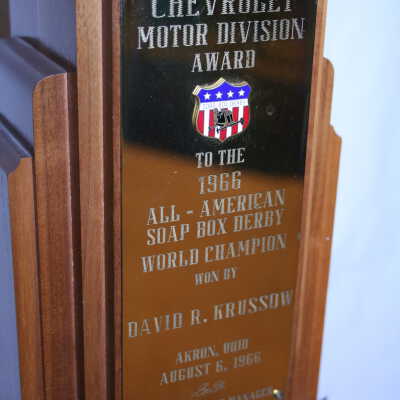 CHEVROLET
MOTOR DIVISION
AWARD
TO THE
1966
ALL - AMERICAN
SOAP BOX DERBY
WORLD CHAMPION
WON BY
DAVID R. KRUSSOW
AKRON, OHIO
AUGUST 6, 1966
MANAGER